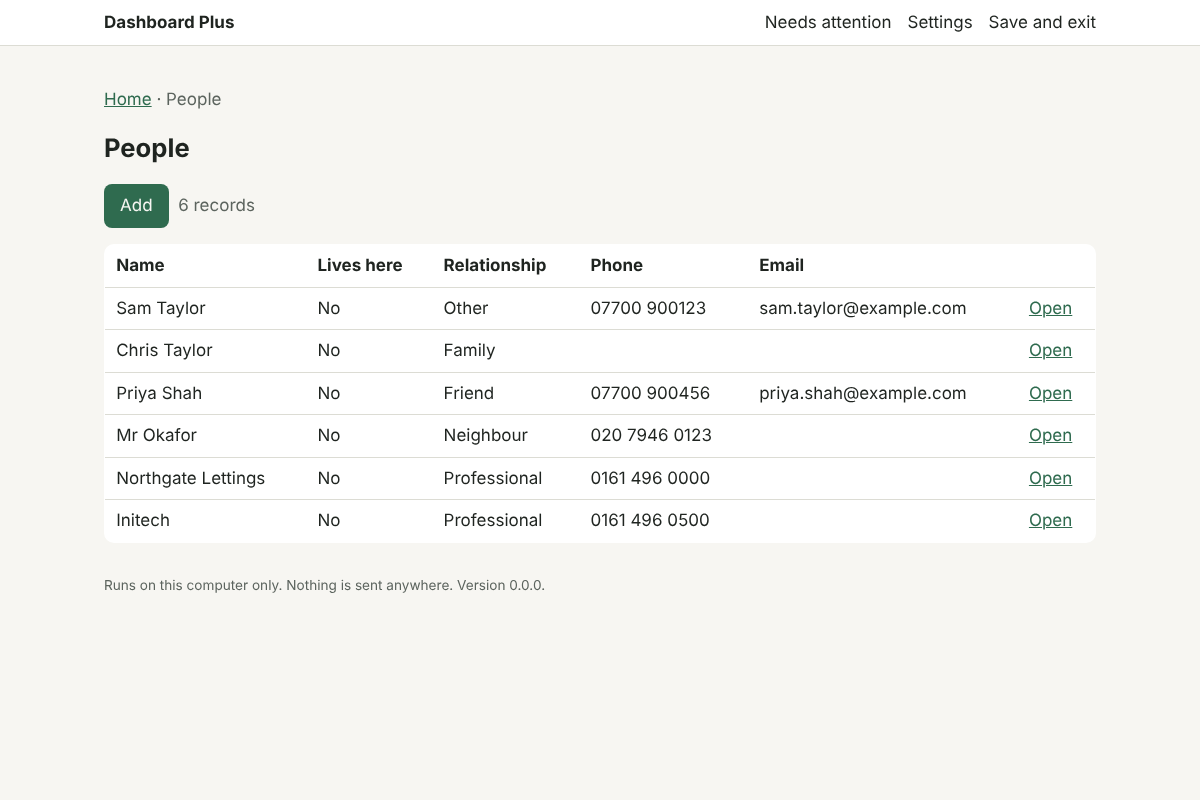 Dashboard Plus Needs attention Settings Save and exit
Home · People
People
Add 6 records
Name Lives here Relationship Phone Email
Sam Taylor No Other 07700 900123 sam.taylor@example.com Open
Chris Taylor No Family Open
Priya Shah No Friend 07700 900456 priya.shah@example.com Open
Mr Okafor No Neighbour 020 7946 0123 Open
Northgate Lettings No Professional 0161 496 0000 Open
Initech No Professional 0161 496 0500 Open
Runs on this computer only. Nothing is sent anywhere. Version 0.0.0.